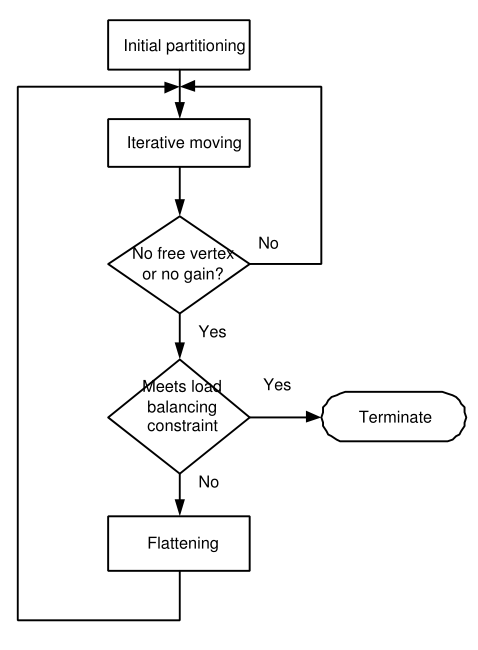 Initial partitioning
Iterative moving
No free vertex
or no gain?
No
Yes
Meets load
balancing
constraint
Yes
Terminate
No
Flattening